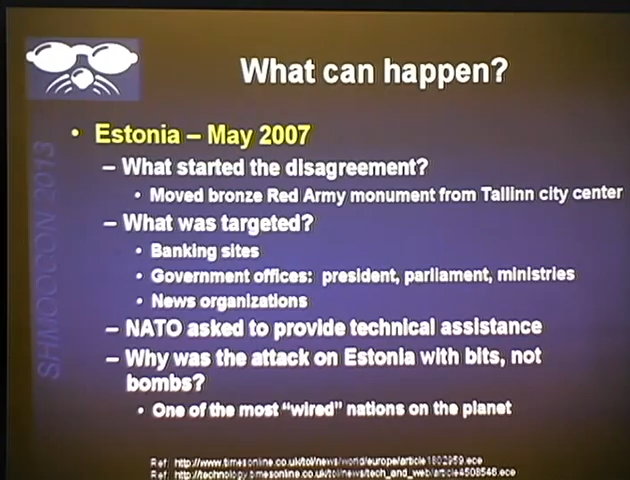 What can happen?
• Estonia – May 2007
– What started the disagreement?
• Moved bronze Red Army monument from Tallinn city center
– What was targeted?
• Banking sites
• Government offices: president, parliament, ministries
• News organizations
– NATO asked to provide technical assistance
– Why was the attack on Estonia with bits, not
bombs?
• One of the most “wired” nations on the planet
SHMOOCON 2013
Ref: http://www.timesonline.co.uk/tol/news/world/europe/article1802959.ece
Ref: http://technology.timesonline.co.uk/tol/news/tech_and_web/article4508546.ece